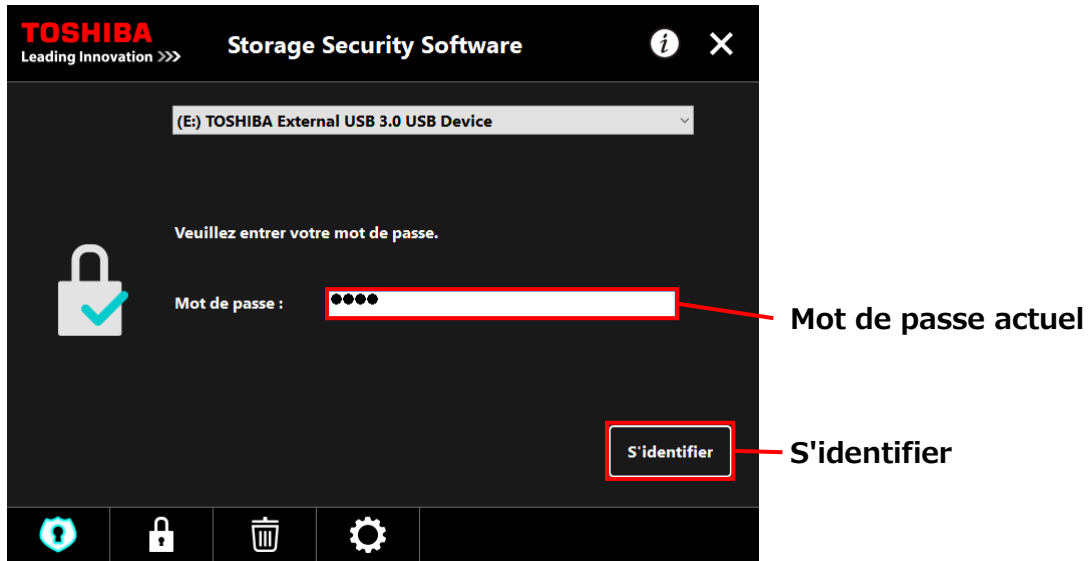 TOSHIBA
Leading Innovation >>>
Storage Security Software
(E:) TOSHIBA External USB 3.0 USB Device
Veuillez entrer votre mot de passe.
Mot de passe :
●●●●
Mot de passe actuel
S'identifier
S'identifier